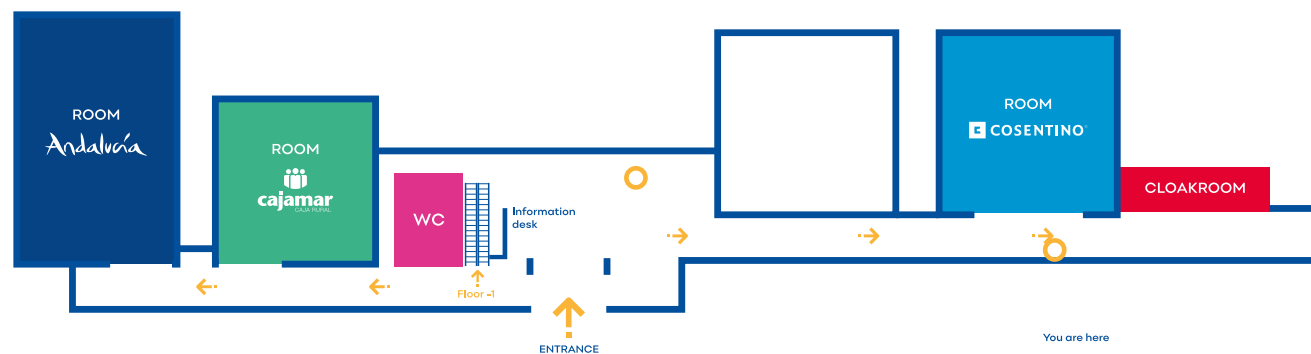 ROOM
Andalucía
ROOM
cajamar
CAJA RURAL
WC
Information
desk
Floor -1
ENTRANCE
ROOM
COSENTINO
CLOAKROOM
You are here